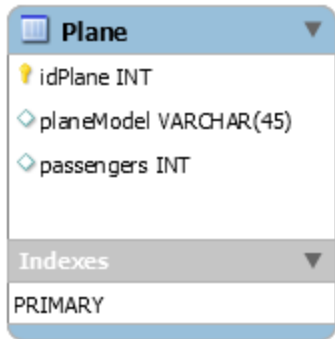 Plane
idPlane INT
planeModel VARCHAR(45)
passengers INT
Indexes
PRIMARY